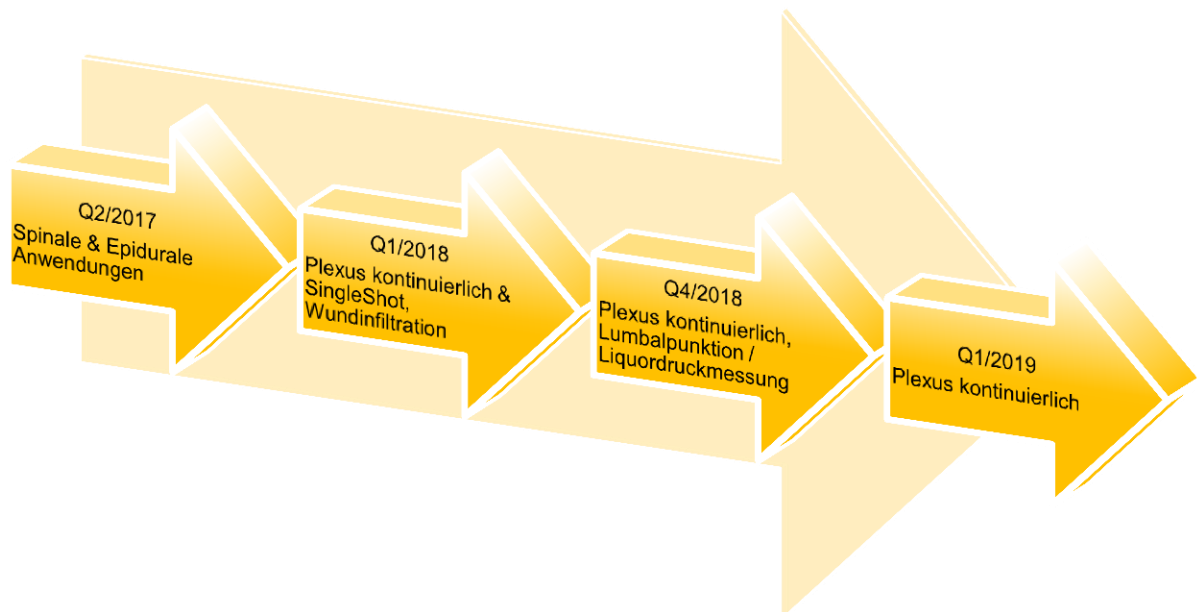 Q2/2017
Spinale & Epidurale
Anwendungen
Q1/2018
Plexus kontinuierlich &
SingleShot,
Wundinfiltration
Q4/2018
Plexus kontinuierlich,
Lumbalpunktion /
Liquordruckmessung
Q1/2019
Plexus kontinuierlich